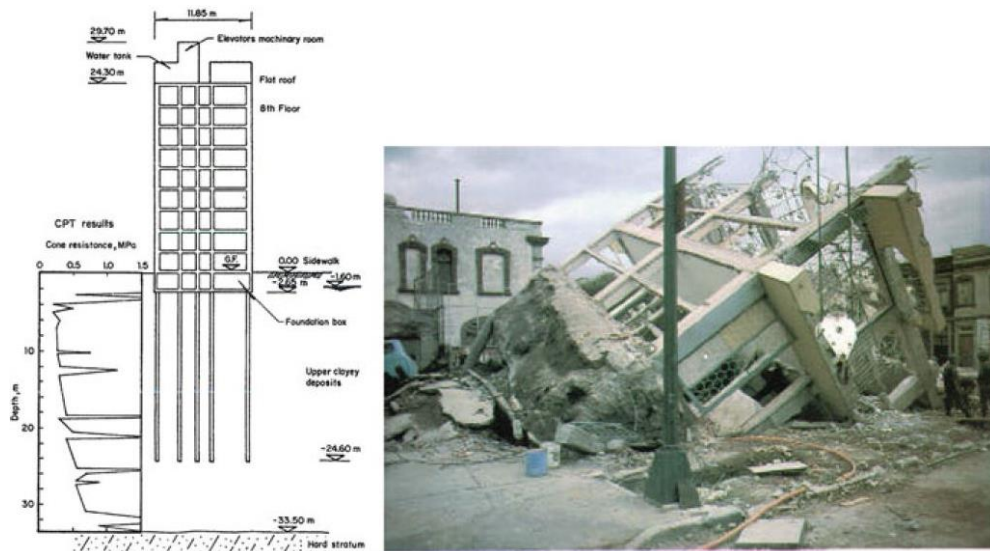 11.85 m
29.70 m
Elevators machinary room
Water tank
24.30 m
Flat roof
8th Floor
CPT results
Cone resistance, MPa
0 0.5 1.0 1.5
G.F.
0.00 Sidewalk
-1.60m
-2.65 m
Foundation box
10
Upper clayey
deposits
Depth, m
20
-24.60 m
30
-33.50 m
Hard stratum